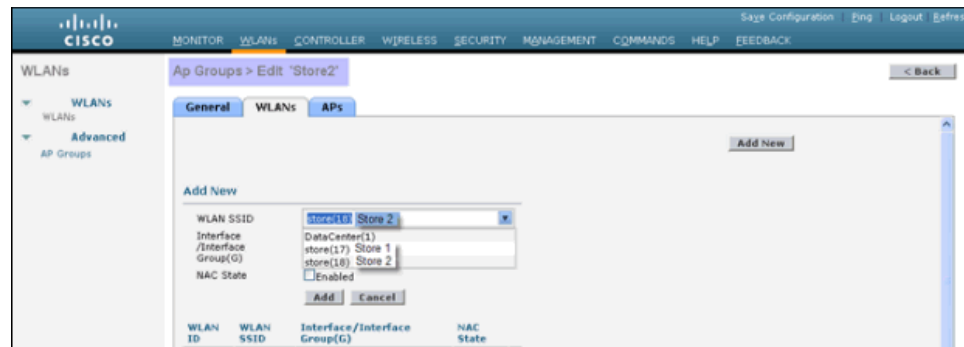 Save Configuration Ping Logout Refres
CISCO
MONITOR WLANs CONTROLLER WIRELESS SECURITY MANAGEMENT COMMANDS HELP FEEDBACK
WLANs
Ap Groups > Edit 'Store2'
< Back
WLANs
WLANs
Advanced
AP Groups
General WLANs APs
Add New
Add New
WLAN SSID
store(18) Store 2
Interface
/Interface
Group(G)
DataCenter(1)
store(17) Store 1
store(18) Store 2
NAC State
Enabled
Add Cancel
WLAN ID
WLAN SSID
Interface/Interface Group(G)
NAC State